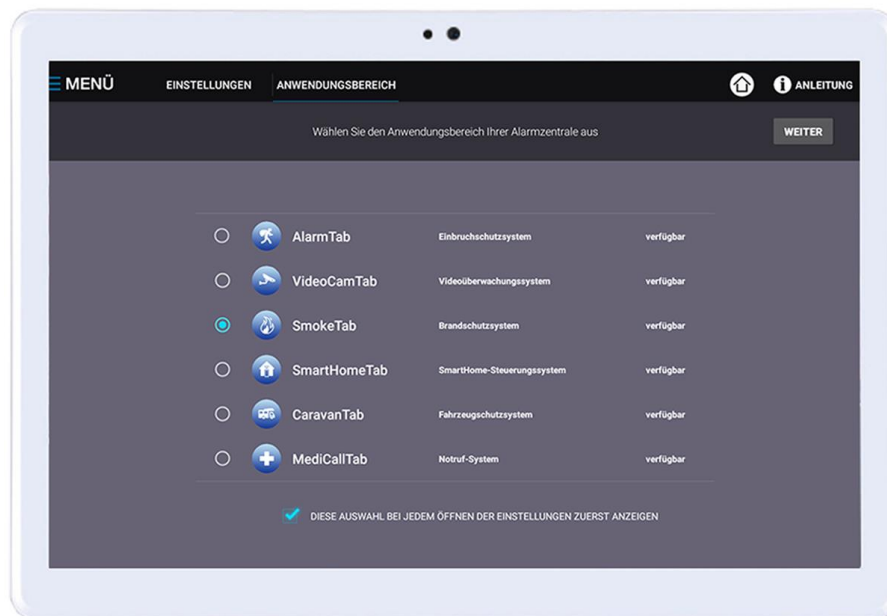 MENÜ EINSTELLUNGEN ANWENDUNGSBEREICH i ANLEITUNG
Wählen Sie den Anwendungsbereich Ihrer Alarmzentrale aus WEITER
AlarmTab Einbruchschutzsystem verfügbar
VideoCamTab Videoüberwachungssystem verfügbar
SmokeTab Brandschutzsystem verfügbar
SmartHomeTab SmartHome-Steuerungssystem verfügbar
CaravanTab Fahrzeugschutzsystem verfügbar
MediCallTab Notruf-System verfügbar
DIESE AUSWAHL BEI JEDEM ÖFFNEN DER EINSTELLUNGEN ZUERST ANZEIGEN